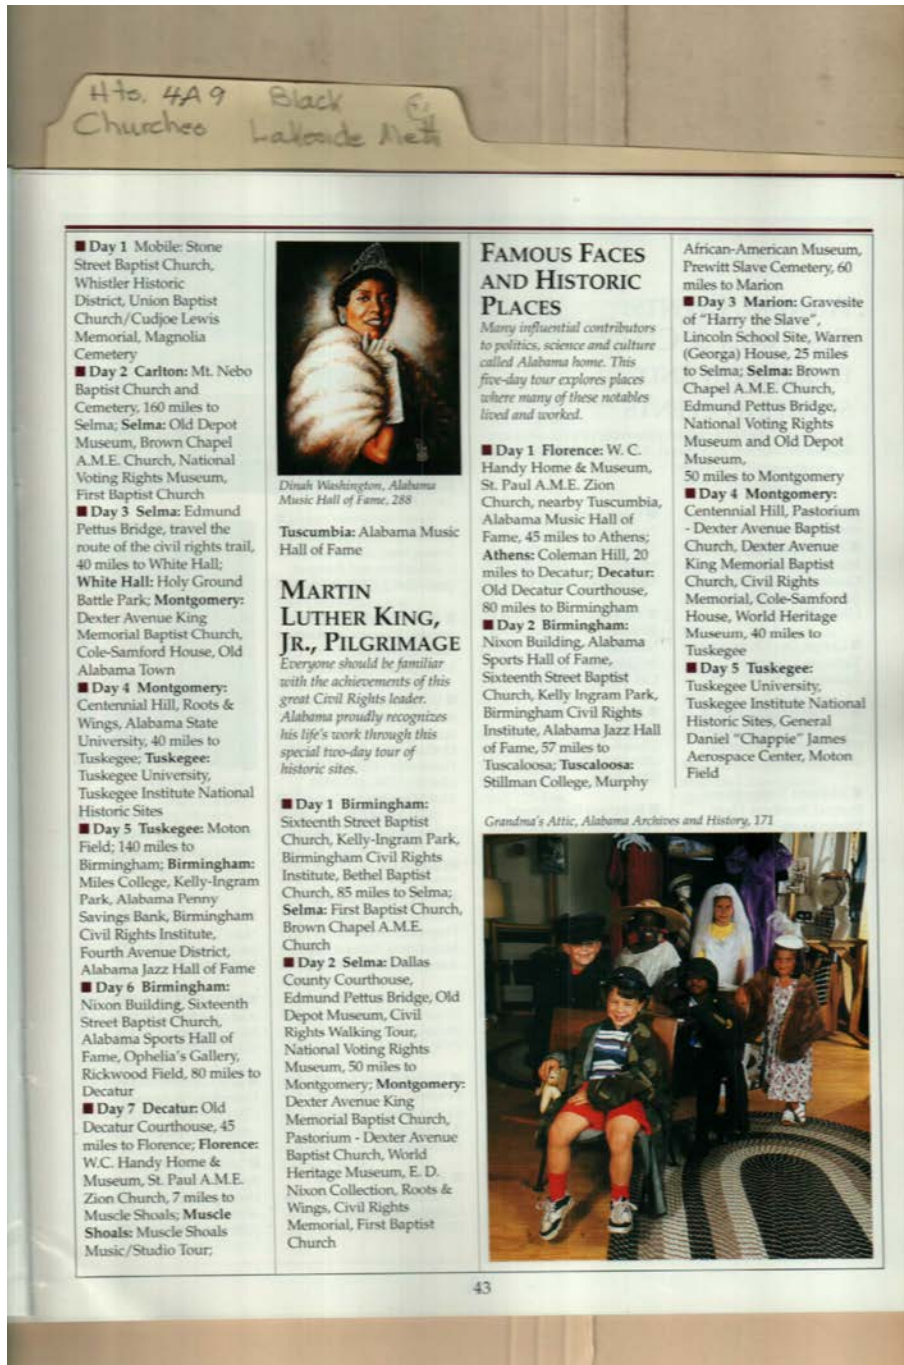 Hts. 4A9 Black
Churches Lakeside Meth
■ Day 1 Mobile: Stone
Street Baptist Church,
Whistler Historic
District, Union Baptist
Church/Cudjoe Lewis
Memorial, Magnolia
Cemetery
■ Day 2 Carlton: Mt. Nebo
Baptist Church and
Cemetery, 160 miles to
Selma; Selma: Old Depot
Museum, Brown Chapel
A.M.E. Church, National
Voting Rights Museum,
First Baptist Church
■ Day 3 Selma: Edmund
Pettus Bridge, travel the
route of the civil rights trail,
40 miles to White Hall;
White Hall: Holy Ground
Battle Park; Montgomery:
Dexter Avenue King
Memorial Baptist Church,
Cole-Samford House, Old
Alabama Town
■ Day 4 Montgomery:
Centennial Hill, Roots &
Wings, Alabama State
University, 40 miles to
Tuskegee; Tuskegee:
Tuskegee University,
Tuskegee Institute National
Historic Sites
■ Day 5 Tuskegee: Moton
Field; 140 miles to
Birmingham; Birmingham:
Miles College, Kelly-Ingram
Park, Alabama Penny
Savings Bank, Birmingham
Civil Rights Institute,
Fourth Avenue District,
Alabama Jazz Hall of Fame
■ Day 6 Birmingham:
Nixon Building, Sixteenth
Street Baptist Church,
Alabama Sports Hall of
Fame, Ophelia's Gallery,
Rickwood Field, 80 miles to
Decatur
■ Day 7 Decatur: Old
Decatur Courthouse, 45
miles to Florence; Florence:
W.C. Handy Home &
Museum, St. Paul A.M.E.
Zion Church, 7 miles to
Muscle Shoals; Muscle
Shoals: Muscle Shoals
Music/Studio Tour;
Dinah Washington, Alabama
Music Hall of Fame, 288
Tuscumbia: Alabama Music
Hall of Fame
MARTIN
LUTHER KING,
JR., PILGRIMAGE
Everyone should be familiar
with the achievements of this
great Civil Rights leader.
Alabama proudly recognizes
his life's work through this
special two-day tour of
historic sites.
■ Day 1 Birmingham:
Sixteenth Street Baptist
Church, Kelly-Ingram Park,
Birmingham Civil Rights
Institute, Bethel Baptist
Church, 85 miles to Selma;
Selma: First Baptist Church,
Brown Chapel A.M.E.
Church
■ Day 2 Selma: Dallas
County Courthouse,
Edmund Pettus Bridge, Old
Depot Museum, Civil
Rights Walking Tour,
National Voting Rights
Museum, 50 miles to
Montgomery; Montgomery:
Dexter Avenue King
Memorial Baptist Church,
Pastorium - Dexter Avenue
Baptist Church, World
Heritage Museum, E. D.
Nixon Collection, Roots &
Wings, Civil Rights
Memorial, First Baptist
Church
FAMOUS FACES
AND HISTORIC
PLACES
Many influential contributors
to politics, science and culture
called Alabama home. This
five-day tour explores places
where many of these notables
lived and worked.
■ Day 1 Florence: W. C.
Handy Home & Museum,
St. Paul A.M.E. Zion
Church, nearby Tuscumbia,
Alabama Music Hall of
Fame, 45 miles to Athens;
Athens: Coleman Hill, 20
miles to Decatur; Decatur:
Old Decatur Courthouse,
80 miles to Birmingham
■ Day 2 Birmingham:
Nixon Building, Alabama
Sports Hall of Fame,
Sixteenth Street Baptist
Church, Kelly Ingram Park,
Birmingham Civil Rights
Institute, Alabama Jazz Hall
of Fame, 57 miles to
Tuscaloosa; Tuscaloosa:
Stillman College, Murphy
African-American Museum,
Prewitt Slave Cemetery, 60
miles to Marion
■ Day 3 Marion: Gravesite
of "Harry the Slave",
Lincoln School Site, Warren
(Georga) House, 25 miles
to Selma; Selma: Brown
Chapel A.M.E. Church,
Edmund Pettus Bridge,
National Voting Rights
Museum and Old Depot
Museum,
50 miles to Montgomery
■ Day 4 Montgomery:
Centennial Hill, Pastorium
- Dexter Avenue Baptist
Church, Dexter Avenue
King Memorial Baptist
Church, Civil Rights
Memorial, Cole-Samford
House, World Heritage
Museum, 40 miles to
Tuskegee
■ Day 5 Tuskegee:
Tuskegee University,
Tuskegee Institute National
Historic Sites, General
Daniel "Chappie" James
Aerospace Center, Moton
Field
Grandma's Attic, Alabama Archives and History, 171
43